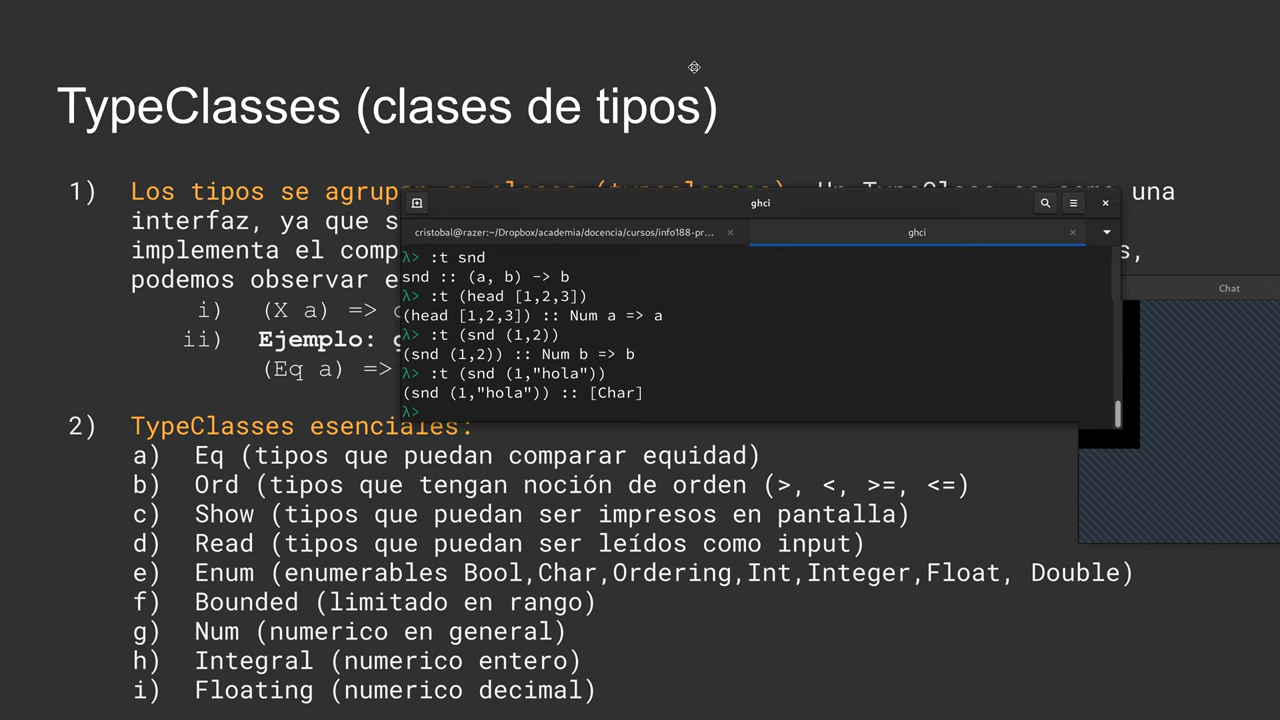 TypeClasses (clases de tipos)
1) Los tipos se agrupan en clases (typeclasses). Un TypeClass es como una
interfaz, ya que s
implementa el comp s,
podemos observar e
i) (X a) =>
ii) Ejemplo:
(Eq a) =>
ghci
cristobal@razer:~/Dropbox/academia/docencia/cursos/info188-pr...
ghci
λ> :t snd
snd :: (a, b) -> b
λ> :t (head [1,2,3])
(head [1,2,3]) :: Num a => a
λ> :t (snd (1,2))
(snd (1,2)) :: Num b => b
λ> :t (snd (1,"hola"))
(snd (1,"hola")) :: [Char]
λ>
Chat
2) TypeClasses esenciales:
a) Eq (tipos que puedan comparar equidad)
b) Ord (tipos que tengan noción de orden (>, <, >=, <=)
c) Show (tipos que puedan ser impresos en pantalla)
d) Read (tipos que puedan ser leídos como input)
e) Enum (enumerables Bool,Char,Ordering,Int,Integer,Float, Double)
f) Bounded (limitado en rango)
g) Num (numerico en general)
h) Integral (numerico entero)
i) Floating (numerico decimal)